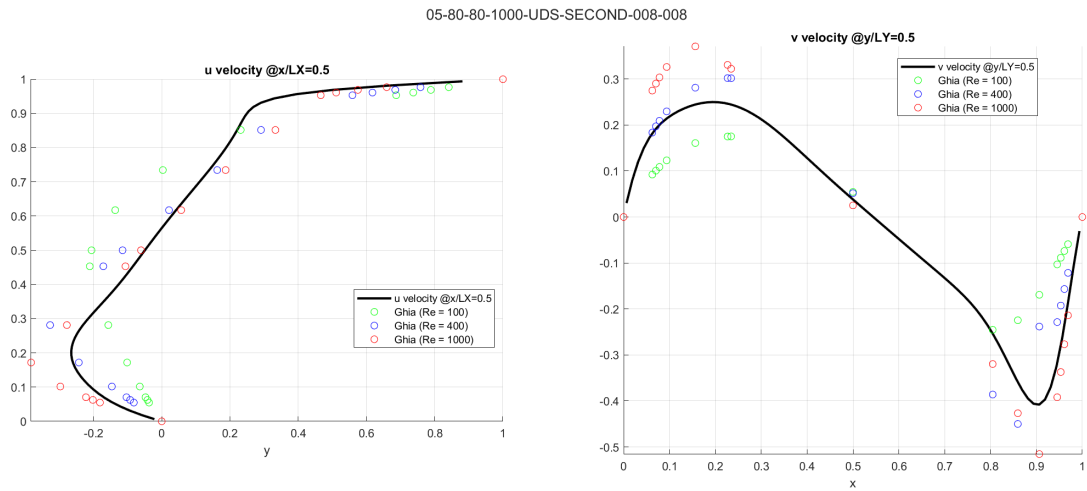 05-80-80-1000-UDS-SECOND-008-008
u velocity @x/LX=0.5
1
0.9
0.8
0.7
0.6
0.5
0.4
0.3
0.2
0.1
0
-0.2
0
0.2
0.4
0.6
0.8
1
y
u velocity @x/LX=0.5
Ghia (Re = 100)
Ghia (Re = 400)
Ghia (Re = 1000)
v velocity @y/LY=0.5
0.3
0.2
0.1
0
-0.1
-0.2
-0.3
-0.4
-0.5
0
0.1
0.2
0.3
0.4
0.5
0.6
0.7
0.8
0.9
1
x
v velocity @y/LY=0.5
Ghia (Re = 100)
Ghia (Re = 400)
Ghia (Re = 1000)